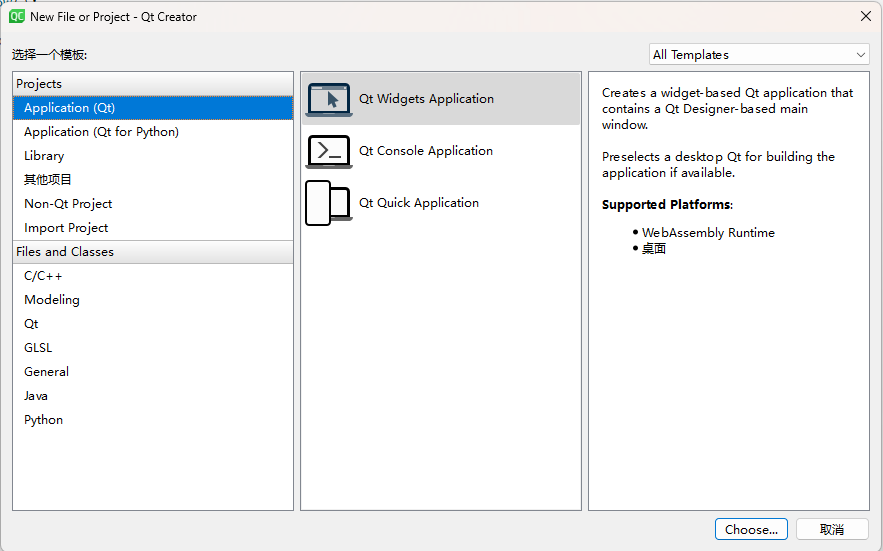 New File or Project - Qt Creator
选择一个模板:
All Templates
Projects
Application (Qt)
Application (Qt for Python)
Library
其他项目
Non-Qt Project
Import Project
Files and Classes
C/C++
Modeling
Qt
GLSL
General
Java
Python
Qt Widgets Application
Qt Console Application
Qt Quick Application
Creates a widget-based Qt application that
contains a Qt Designer-based main
window.
Preselects a desktop Qt for building the
application if available.
Supported Platforms:
• WebAssembly Runtime
• 桌面
Choose...
取消